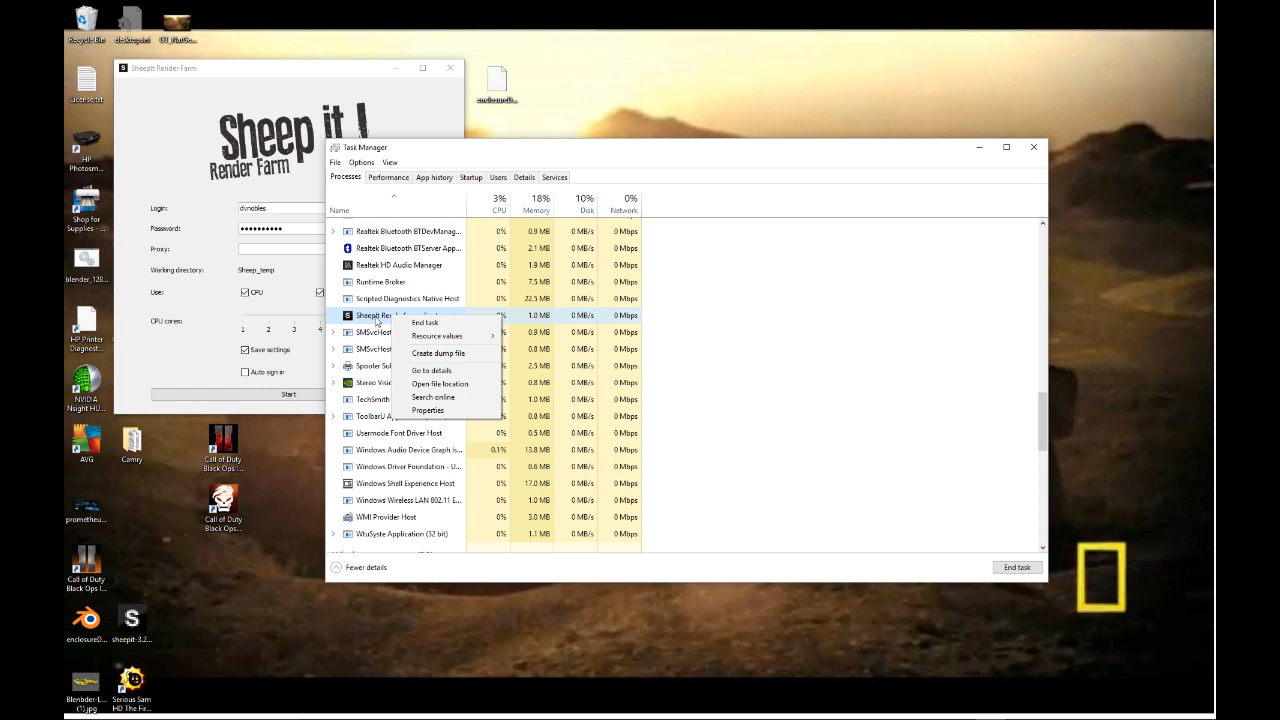 Recycle Bin
desktop.ini
GT_NatGe...
License.txt
HP
Photosm...
Shop for
Supplies - ...
blender_128...
HP Printer
Diagnost...
NVIDIA
Nsight HU...
AVG
Camry
Call of Duty
Black Ops I...
prometheu...
Call of Duty
Black Ops...
Call of Duty
Black Ops I...
enclosureD...
sheepit-3.2...
Blenbder-L...
(1).jpg
Serious Sam
HD The Fir...
enclosureD...
SheepIt Render Farm
Sheep it !
Render Farm
Login:
dvnobles
Password:
Proxy:
Working directory:
Sheep_temp
Use:
CPU
CPU cores:
1 2 3 4
Save settings
Auto sign in
Start
Task Manager
File Options View
Processes Performance App history Startup Users Details Services
3% 18% 10% 0%
Name CPU Memory Disk Network
Realtek Bluetooth BTDevManag... 0% 0.9 MB 0 MB/s 0 Mbps
Realtek Bluetooth BTServer App... 0% 2.1 MB 0 MB/s 0 Mbps
Realtek HD Audio Manager 0% 1.9 MB 0 MB/s 0 Mbps
Runtime Broker 0% 7.5 MB 0 MB/s 0 Mbps
Scripted Diagnostics Native Host 0% 22.5 MB 0 MB/s 0 Mbps
SheepIt 0% 1.0 MB 0 MB/s 0 Mbps
SMSvcHost 0% 0.9 MB 0 MB/s 0 Mbps
SMSvcHost 0% 0.8 MB 0 MB/s 0 Mbps
Spooler 0% 2.5 MB 0 MB/s 0 Mbps
Stereo 0% 0.8 MB 0 MB/s 0 Mbps
TechSmith 0% 1.0 MB 0 MB/s 0 Mbps
ToolbarU 0% 0.8 MB 0 MB/s 0 Mbps
Usermode Font Driver Host 0% 0.5 MB 0 MB/s 0 Mbps
Windows Audio Device Graph Is... 0.1% 13.8 MB 0 MB/s 0 Mbps
Windows Driver Foundation - U... 0% 0.6 MB 0 MB/s 0 Mbps
Windows Shell Experience Host 0% 17.0 MB 0 MB/s 0 Mbps
Windows Wireless LAN 802.11 E... 0% 1.0 MB 0 MB/s 0 Mbps
WMI Provider Host 0% 3.0 MB 0 MB/s 0 Mbps
WtuSyste Application (32 bit) 0% 1.1 MB 0 MB/s 0 Mbps
End task
Resource values
Create dump file
Go to details
Open file location
Search online
Properties
Fewer details
End task